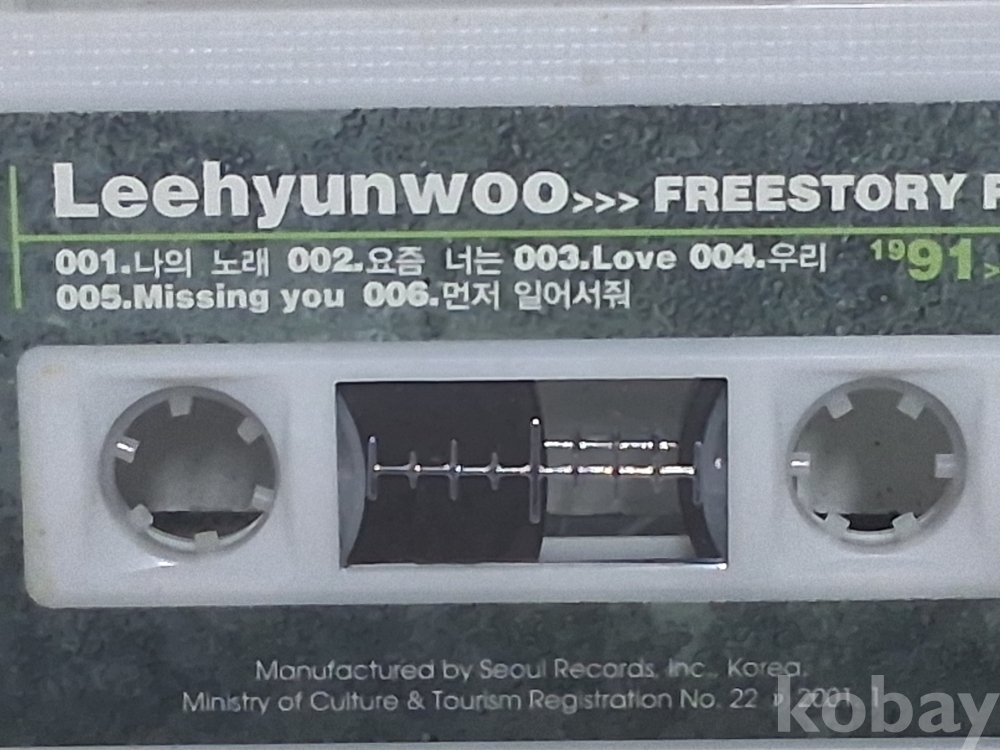 Leehyunwoo>>> FREESTORY
001.나의 노래 002.요즘 너는 003.Love 004.우리 1991>
005.Missing you 006.먼저 일어서줘
Manufactured by Seoul Records, Inc., Korea.
Ministry of Culture & Tourism Registration No. 22 2001. 1
kobay